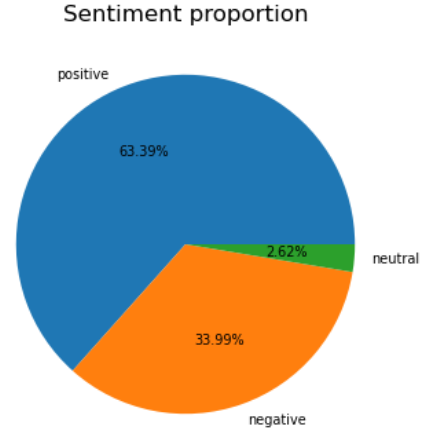 Sentiment proportion
positive
63.39%
2.62%
neutral
33.99%
negative